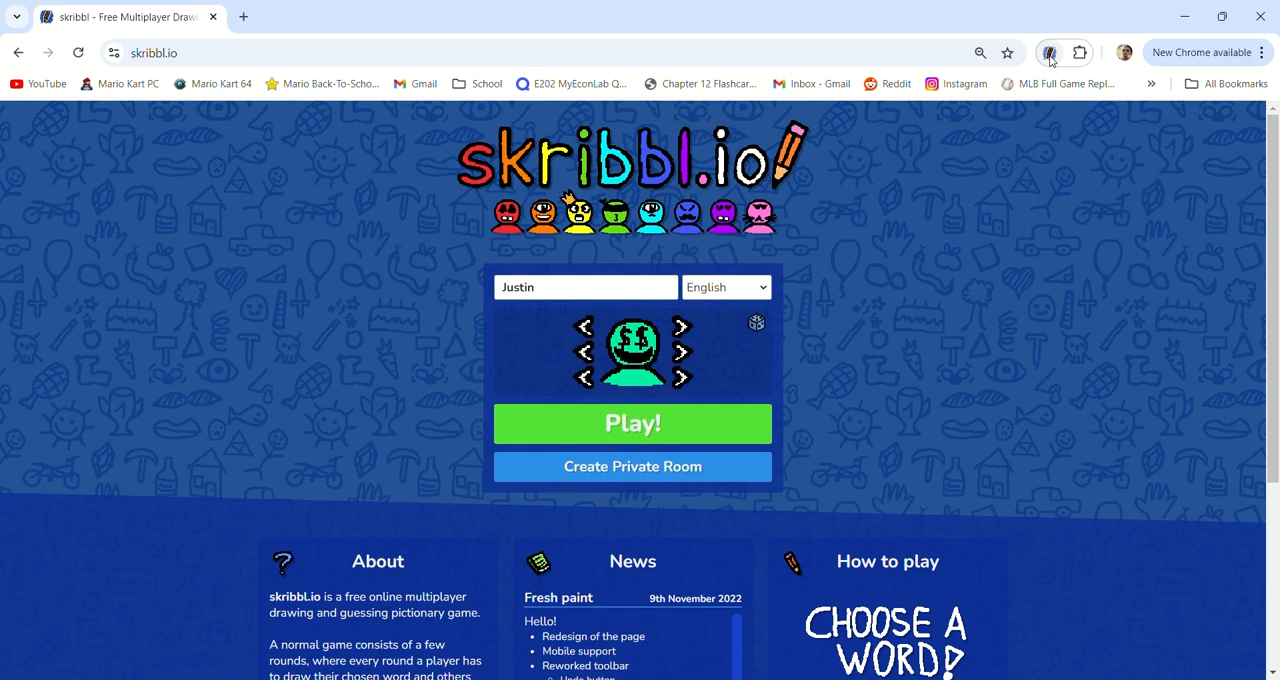 skribbl - Free Multiplayer Draw
skribbl.io
New Chrome available
YouTube
Mario Kart PC
Mario Kart 64
Mario Back-To-Scho...
Gmail
School
E202 MyEconLab Q...
Chapter 12 Flashcar...
Inbox - Gmail
Reddit
Instagram
MLB Full Game Repl...
»
All Bookmarks
skribbl.io
Justin
English
Play!
Create Private Room
About
skribbl.io is a free online multiplayer
drawing and guessing pictionary game.
A normal game consists of a few
rounds, where every round a player has
to draw their chosen word and others
News
Fresh paint
9th November 2022
Hello!
• Redesign of the page
• Mobile support
• Reworked toolbar
Undo button
How to play
CHOOSE A
WORD!